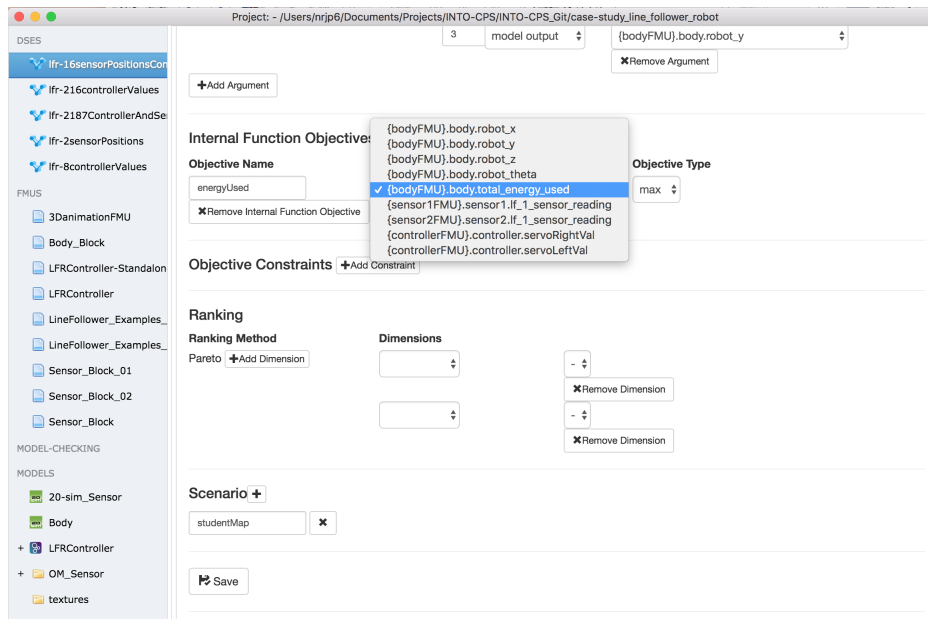 Project: - /Users/nrjp6/Documents/Projects/INTO-CPS/INTO-CPS_Git/case-study_line_follower_robot
DSES
lfr-16sensorPositionsCon
lfr-216controllerValues
lfr-2187ControllerAndSe
lfr-2sensorPositions
lfr-8controllerValues
FMUS
3DanimationFMU
Body_Block
LFRController-Standalon
LFRController
LineFollower_Examples_
LineFollower_Examples_
Sensor_Block_01
Sensor_Block_02
Sensor_Block
MODEL-CHECKING
MODELS
20-sim_Sensor
Body
+ LFRController
+ OM_Sensor
textures
3 model output {bodyFMU}.body.robot_y
Remove Argument
+Add Argument
Internal Function Objectives
Objective Name Objective Type
energyUsed max
Remove Internal Function Objective
{bodyFMU}.body.robot_x
{bodyFMU}.body.robot_y
{bodyFMU}.body.robot_z
{bodyFMU}.body.robot_theta
✓ {bodyFMU}.body.total_energy_used
{sensor1FMU}.sensor1.lf_1_sensor_reading
{sensor2FMU}.sensor2.lf_1_sensor_reading
{controllerFMU}.controller.servoRightVal
{controllerFMU}.controller.servoLeftVal
Objective Constraints +Add Constraint
Ranking
Ranking Method Dimensions
Pareto +Add Dimension -
Remove Dimension
-
Remove Dimension
Scenario +
studentMap
Save